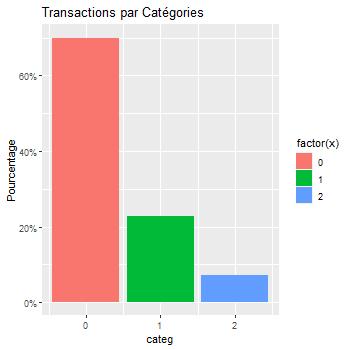 Transactions par Catégories
Pourcentage
60%
40%
20%
0%
0
1
2
categ
factor(x)
0
1
2